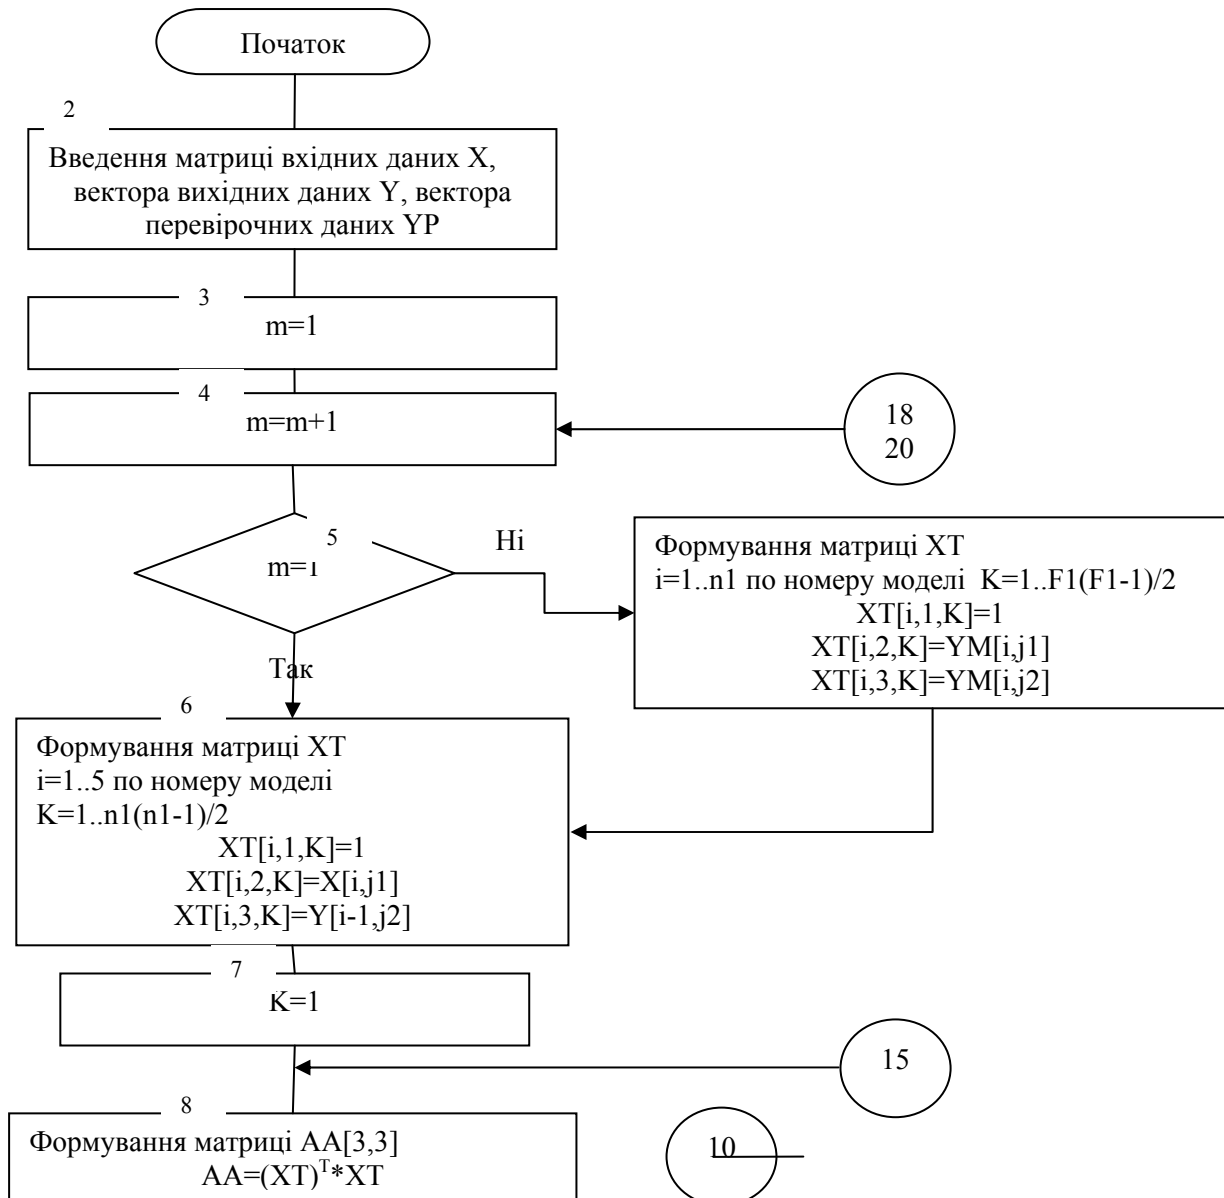 Початок
2
Введення матриці вхідних даних X,
вектора вихідних даних Y, вектора
перевірочних даних YP
3
m=1
4
m=m+1
18
20
5
m=1
Ні
Формування матриці XT
i=1..n1 по номеру моделі K=1..F1(F1-1)/2
XT[i,1,K]=1
XT[i,2,K]=YM[i,j1]
XT[i,3,K]=YM[i,j2]
Так
6
Формування матриці XT
i=1..5 по номеру моделі
K=1..n1(n1-1)/2
XT[i,1,K]=1
XT[i,2,K]=X[i,j1]
XT[i,3,K]=Y[i-1,j2]
7
K=1
15
8
Формування матриці AA[3,3]
AA=(XT)ᵀ*XT
10